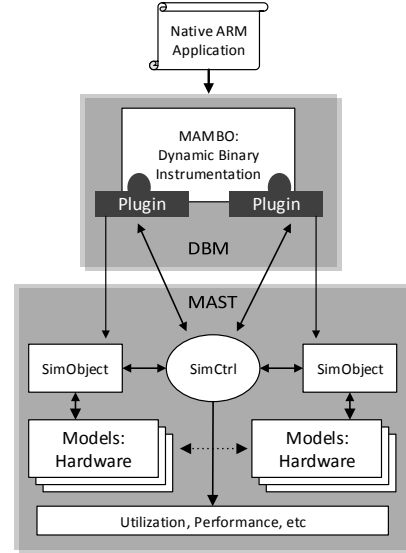 Native ARM
Application
MAMBO:
Dynamic Binary
Instrumentation
Plugin
Plugin
DBM
MAST
SimObject
SimCtrl
SimObject
Models:
Hardware
Models:
Hardware
Utilization, Performance, etc